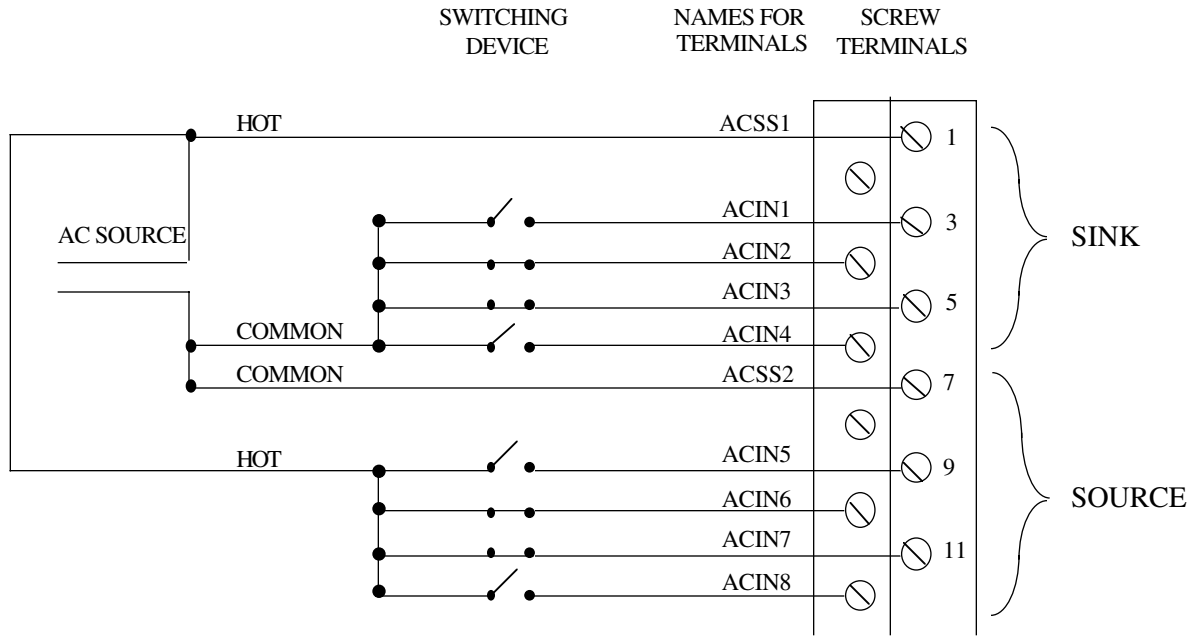 SWITCHING
DEVICE
NAMES FOR
TERMINALS
SCREW
TERMINALS
HOT
ACSS1
1
ACIN1
3
AC SOURCE
ACIN2
SINK
ACIN3
5
COMMON
ACIN4
COMMON
ACSS2
7
HOT
ACIN5
9
ACIN6
SOURCE
ACIN7
11
ACIN8